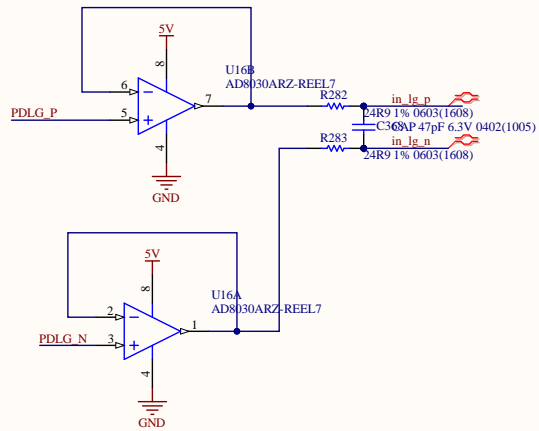 5V
8
U16B
AD8030ARZ-REEL7
6
7
PDLG_P
5
4
GND
R282
in_lg_p
24R9 1% 0603(1608)
C368
CAP 47pF 6.3V 0402(1005)
R283
in_lg_n
24R9 1% 0603(1608)
5V
8
U16A
AD8030ARZ-REEL7
2
1
PDLG_N
3
4
GND